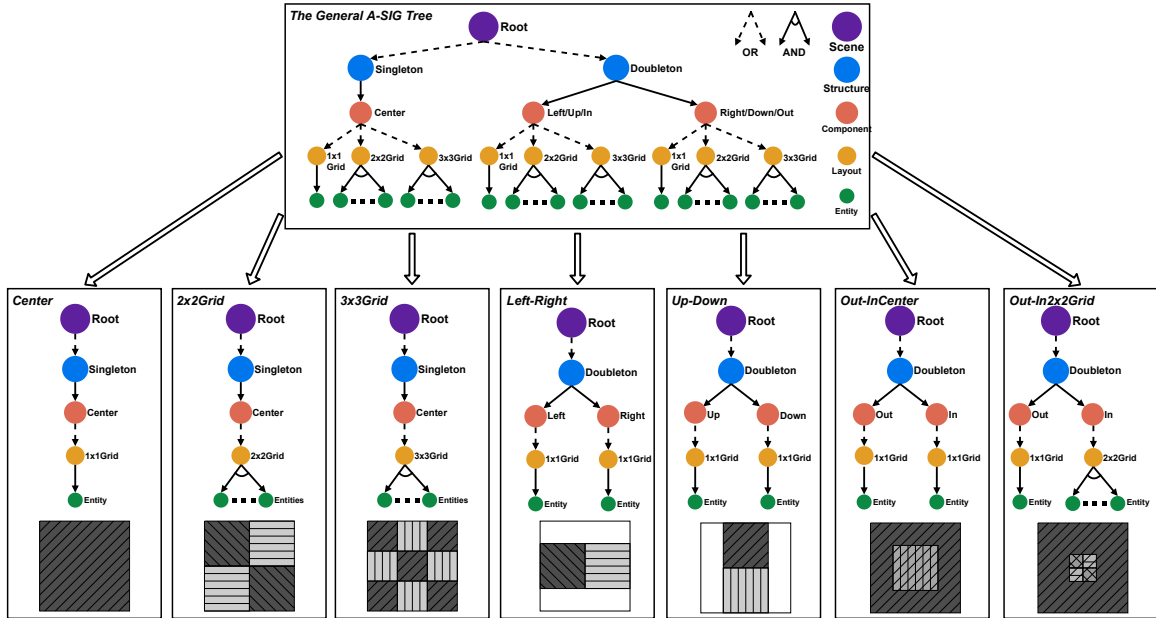 The General A-SIG Tree
Root
OR
AND
Scene
Singleton
Doubleton
Structure
Center
Left/Up/In
Right/Down/Out
Component
1x1
Grid
2x2Grid
3x3Grid
1x1
Grid
2x2Grid
3x3Grid
1x1
Grid
2x2Grid
3x3Grid
Layout
Entity
Center
Root
Singleton
Center
1x1Grid
Entity
2x2Grid
Root
Singleton
Center
2x2Grid
Entities
3x3Grid
Root
Singleton
Center
3x3Grid
Entities
Left-Right
Root
Doubleton
Left
Right
1x1Grid
1x1Grid
Entity
Entity
Up-Down
Root
Doubleton
Up
Down
1x1Grid
1x1Grid
Entity
Entity
Out-InCenter
Root
Doubleton
Out
In
1x1Grid
1x1Grid
Entity
Entity
Out-In2x2Grid
Root
Doubleton
Out
In
1x1Grid
2x2Grid
Entity
Entities